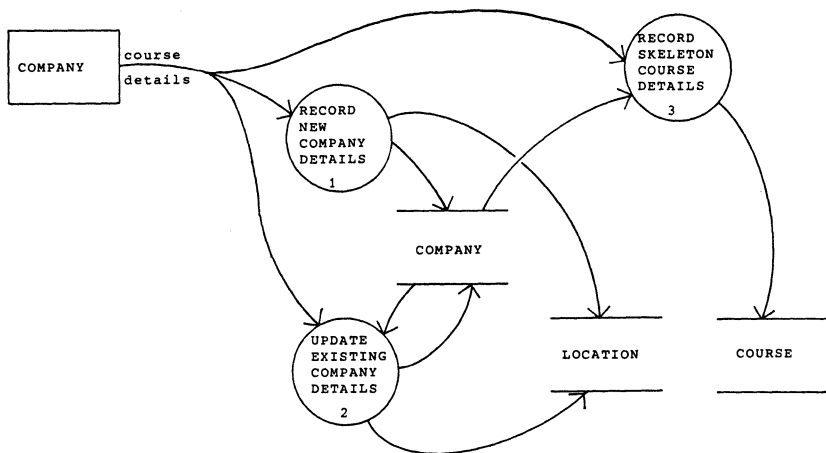 COMPANY
course
details
RECORD
NEW
COMPANY
DETAILS
1
RECORD
SKELETON
COURSE
DETAILS
3
COMPANY
UPDATE
EXISTING
COMPANY
DETAILS
2
LOCATION
COURSE